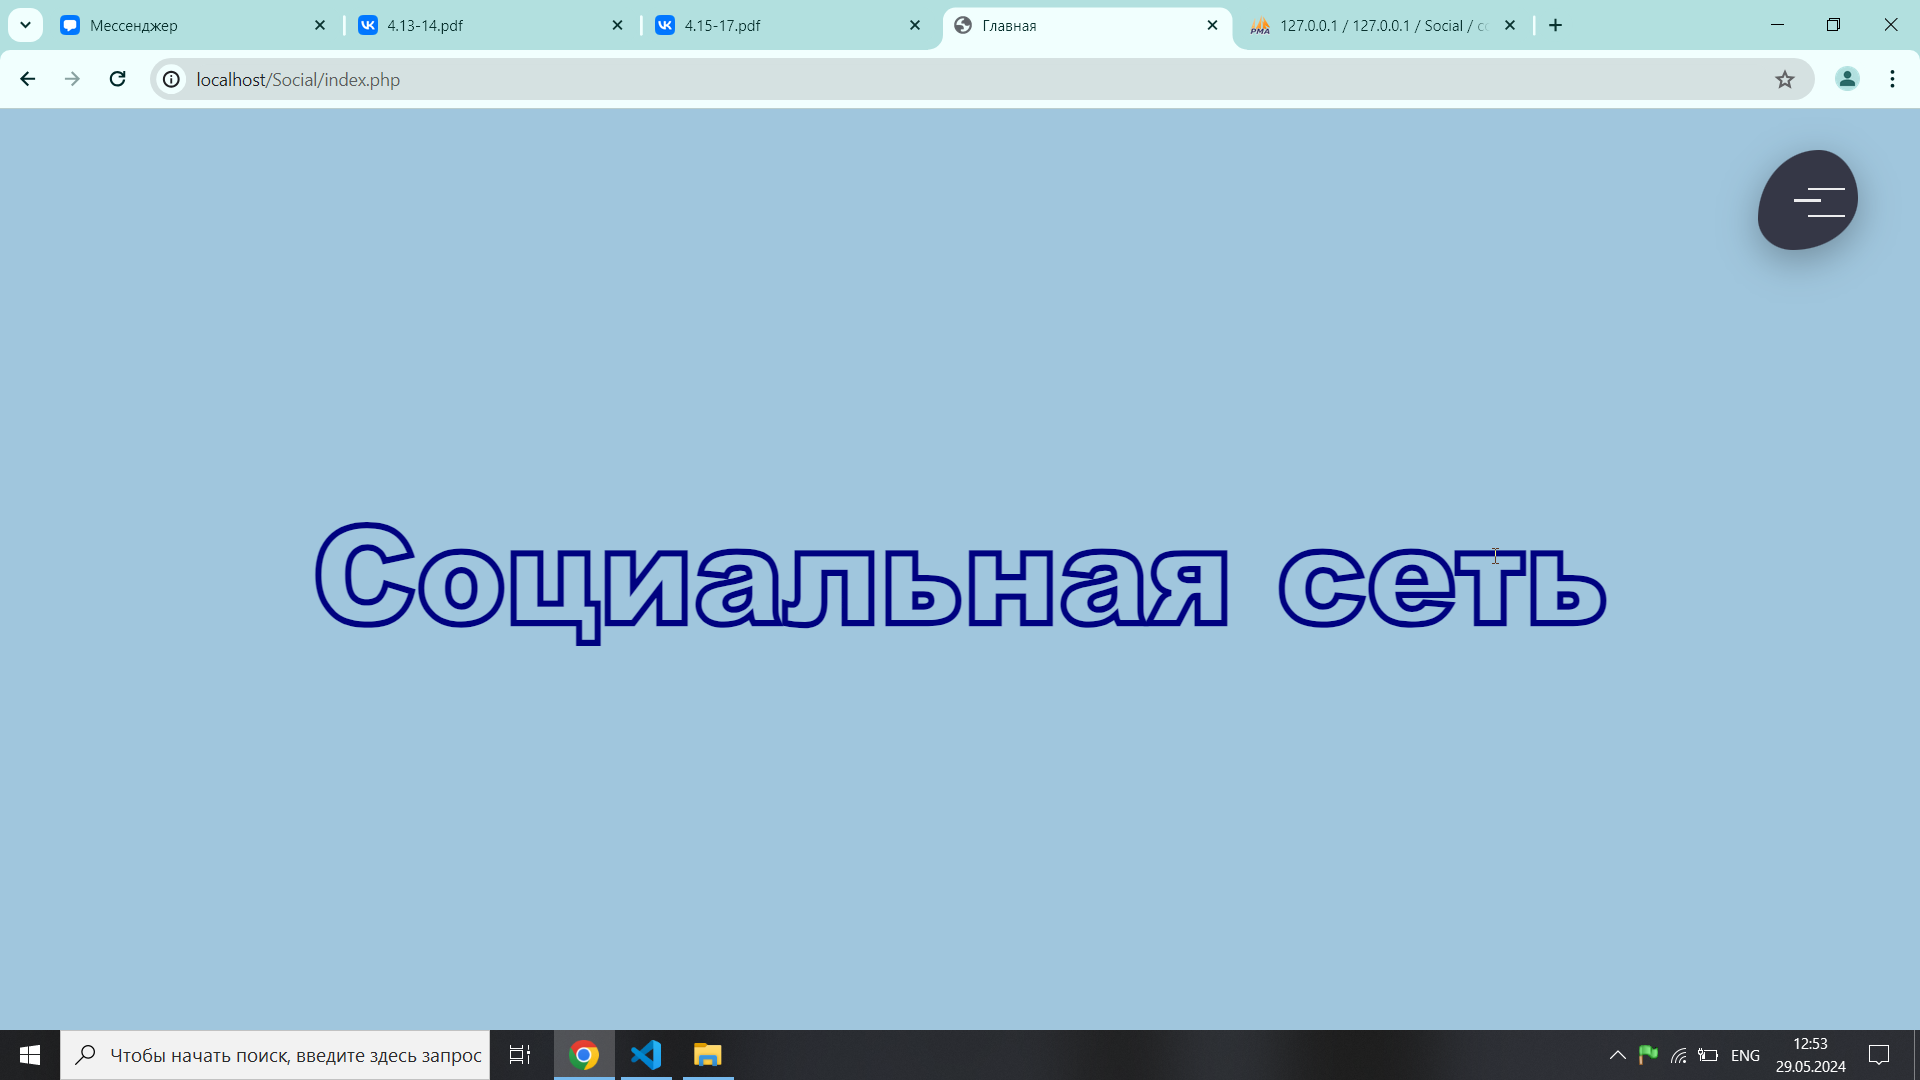 Мессенджер
4.13-14.pdf
4.15-17.pdf
Главная
127.0.0.1 / 127.0.0.1 / Social /
localhost/Social/index.php
Социальная сеть
Чтобы начать поиск, введите здесь запрос
ENG
12:53
29.05.2024